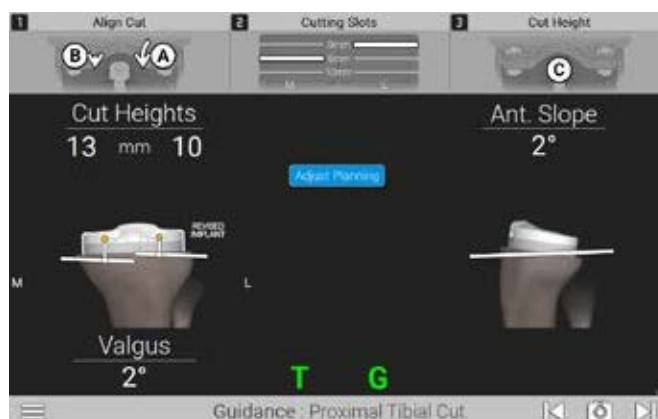 1 Align Cut
B A
2 Cutting Slots
M L
3 Cut Height
C
Cut Heights
13 mm 10
Ant. Slope
2°
Adjust Planning
REVISED
IMPLANT
M L
Valgus
2°
T G
Guidance : Proximal Tibial Cut